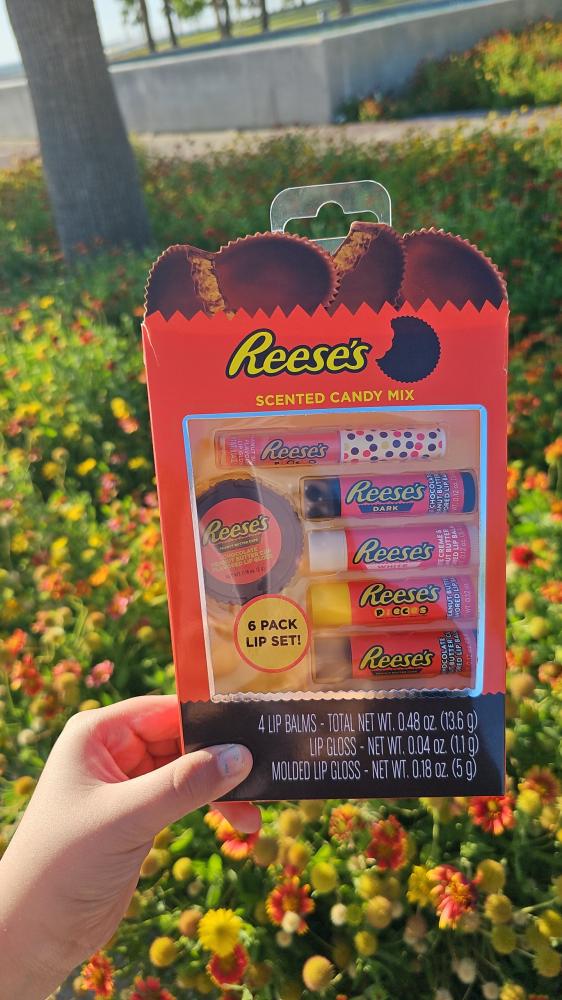 Reese's
SCENTED CANDY MIX
Reese's
PIECES
Reese's
DARK
Reese's
WHITE
Reese's
PIECES
Reese's
Reese's
CHOCOLATE
6 PACK
LIP SET!
4 LIP BALMS - TOTAL NET WT. 0.48 oz. (13.6 g)
LIP GLOSS - NET WT. 0.04 oz. (1.1 g)
MOLDED LIP GLOSS - NET WT. 0.18 oz. (5 g)